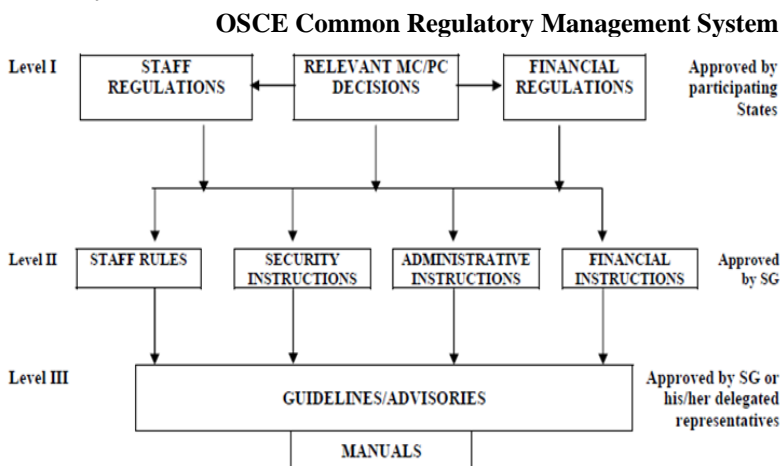 OSCE Common Regulatory Management System
Level I
STAFF
REGULATIONS
RELEVANT MC/PC
DECISIONS
FINANCIAL
REGULATIONS
Approved by
participating
States
Level II
STAFF RULES
SECURITY
INSTRUCTIONS
ADMINISTRATIVE
INSTRUCTIONS
FINANCIAL
INSTRUCTIONS
Approved
by SG
Level III
GUIDELINES/ADVISORIES
Approved by SG or
his/her delegated
representatives
MANUALS